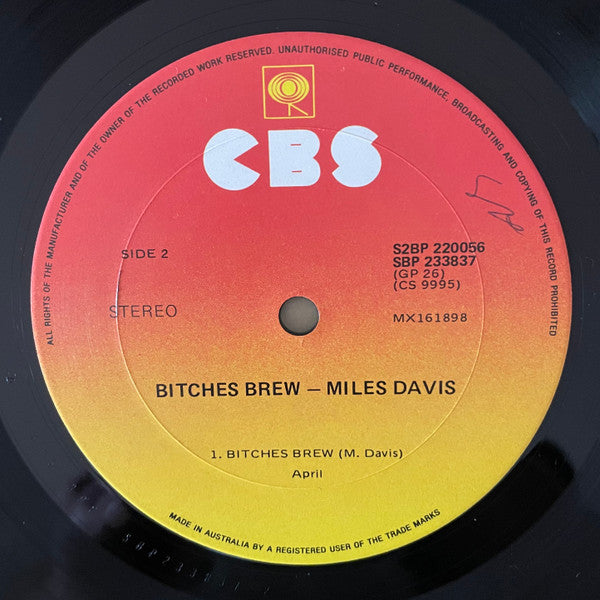 ALL RIGHTS OF THE MANUFACTURER AND OF THE OWNER OF THE RECORDED WORK RESERVED. UNAUTHORISED PUBLIC PERFORMANCE, BROADCASTING AND COPYING OF THIS RECORD PROHIBITED
CBS
SIDE 2
S2BP 220056
SBP 233837
(GP 26)
(CS 9995)
STEREO
MX161898
BITCHES BREW — MILES DAVIS
1. BITCHES BREW (M. Davis)
April
MADE IN AUSTRALIA BY A REGISTERED USER OF THE TRADE MARKS